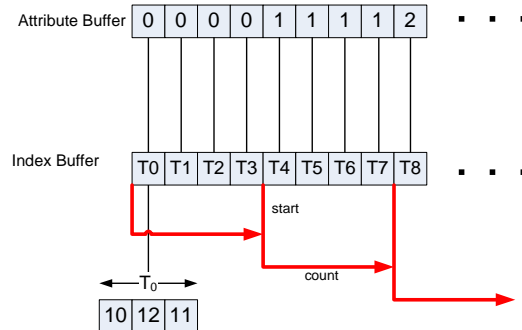 Attribute Buffer 0 0 0 0 1 1 1 1 2 . . .
Index Buffer T0 T1 T2 T3 T4 T5 T6 T7 T8 . . .
start
count
T0
10 12 11